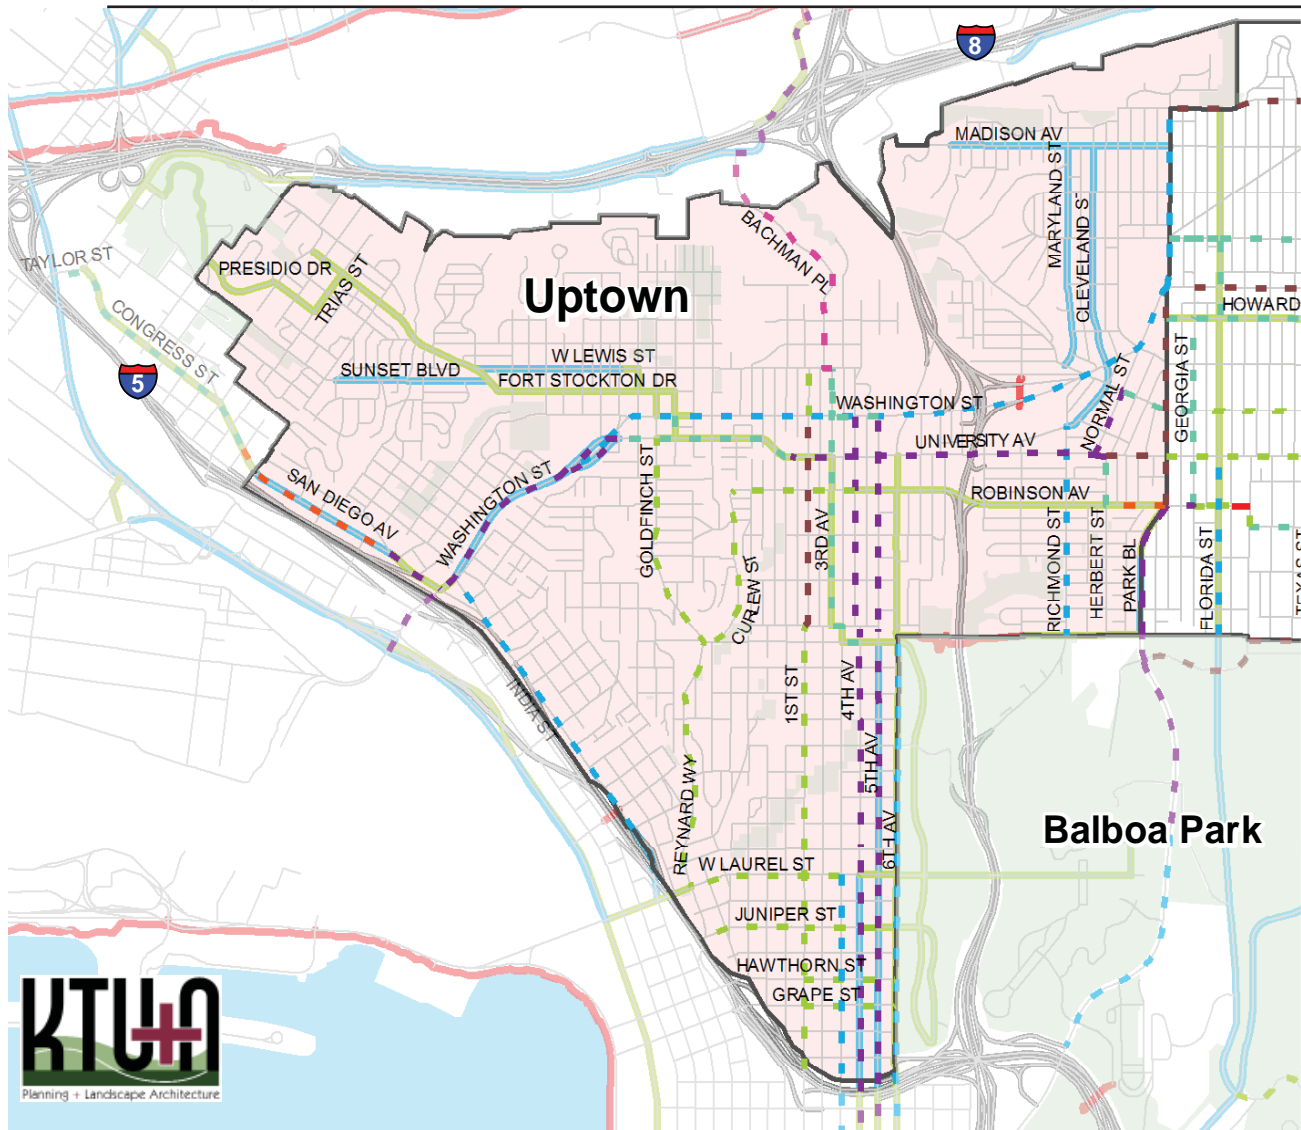 8
MADISON AV
MARYLAND ST
CLEVELAND ST
BACHMAN PL
TAYLOR ST
PRESIDIO DR
TRIAS ST
Uptown
HOWARD
CONGRESS ST
5
SUNSET BLVD
W LEWIS ST
FORT STOCKTON DR
WASHINGTON ST
NORMAL ST
GEORGIA ST
UNIVERSITY AV
SAN DIEGO AV
WASHINGTON ST
GOLDFINCH ST
ROBINSON AV
3RD AV
CURLEW ST
RICHMOND ST
HERBERT ST
PARK BL
FLORIDA ST
TEXAS ST
INDIA ST
1ST ST
4TH AV
5TH AV
6TH AV
REYNARD WY
Balboa Park
W LAUREL ST
JUNIPER ST
HAWTHORN ST
GRAPE ST
KTU+A
Planning + Landscape Architecture